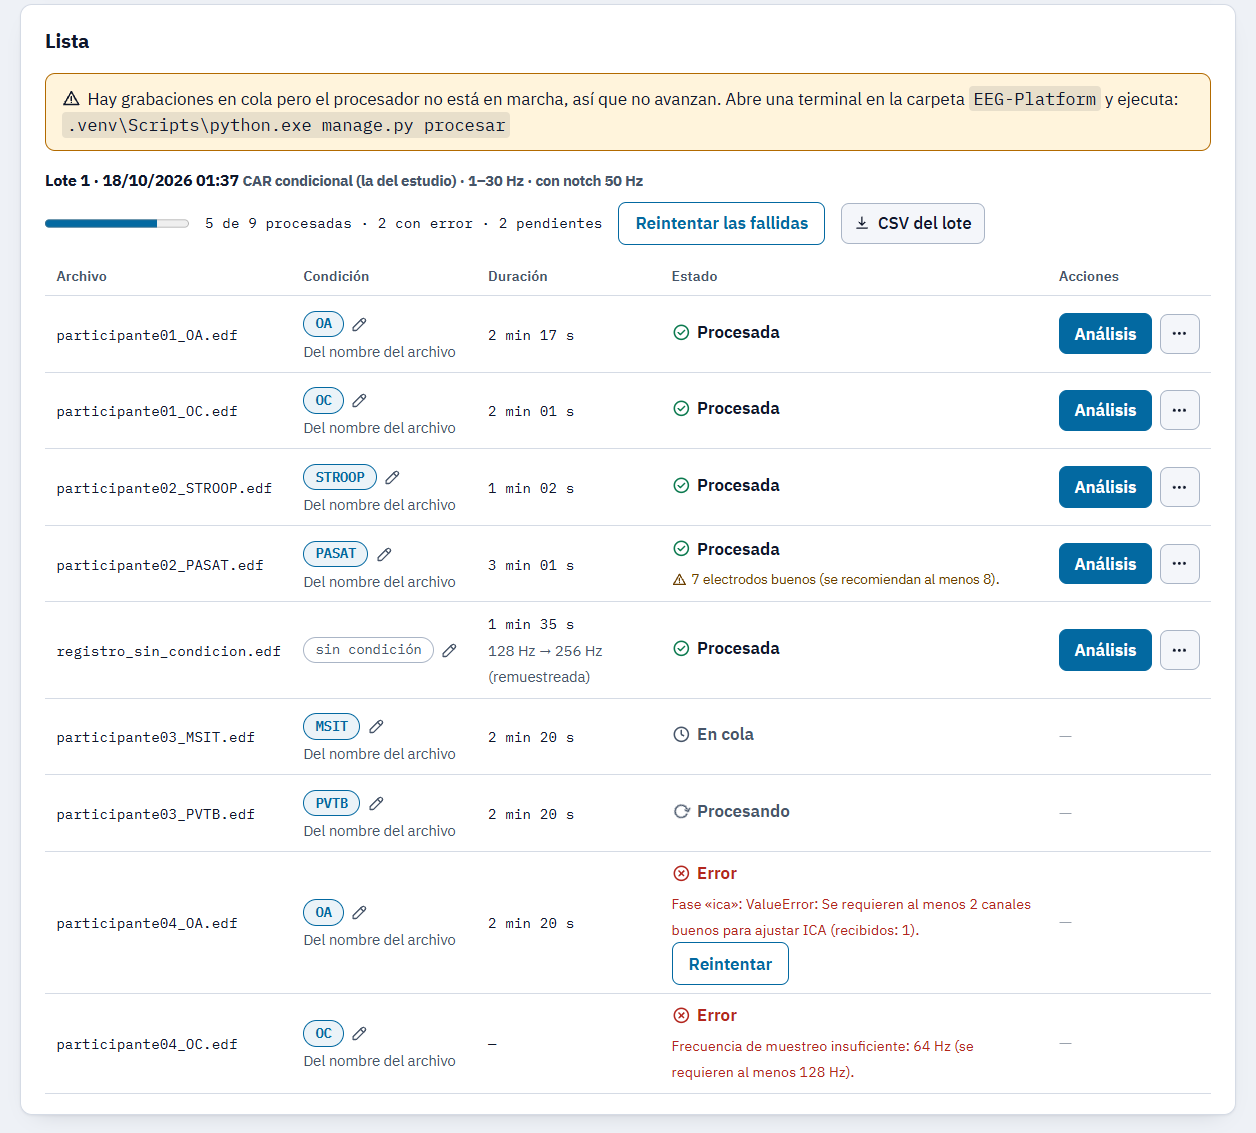 Lista
Hay grabaciones en cola pero el procesador no está en marcha, así que no avanzan. Abre una terminal en la carpeta EEG-Platform y ejecuta:
.venv\Scripts\python.exe manage.py procesar
Lote 1 · 18/10/2026 01:37 CAR condicional (la del estudio) · 1–30 Hz · con notch 50 Hz
5 de 9 procesadas · 2 con error · 2 pendientes Reintentar las fallidas CSV del lote
Archivo Condición Duración Estado Acciones
participante01_OA.edf OA 2 min 17 s Procesada Análisis ···
Del nombre del archivo
participante01_OC.edf OC 2 min 01 s Procesada Análisis ···
Del nombre del archivo
participante02_STROOP.edf STROOP 1 min 02 s Procesada Análisis ···
Del nombre del archivo
participante02_PASAT.edf PASAT 3 min 01 s Procesada Análisis ···
Del nombre del archivo 7 electrodos buenos (se recomiendan al menos 8).
registro_sin_condicion.edf sin condición 1 min 35 s Procesada Análisis ···
128 Hz → 256 Hz
(remuestreada)
participante03_MSIT.edf MSIT 2 min 20 s En cola —
Del nombre del archivo
participante03_PVTB.edf PVTB 2 min 20 s Procesando —
Del nombre del archivo
participante04_OA.edf OA 2 min 20 s Error —
Del nombre del archivo Fase «ica»: ValueError: Se requieren al menos 2 canales
buenos para ajustar ICA (recibidos: 1).
Reintentar
participante04_OC.edf OC – Error —
Del nombre del archivo Frecuencia de muestreo insuficiente: 64 Hz (se
requieren al menos 128 Hz).